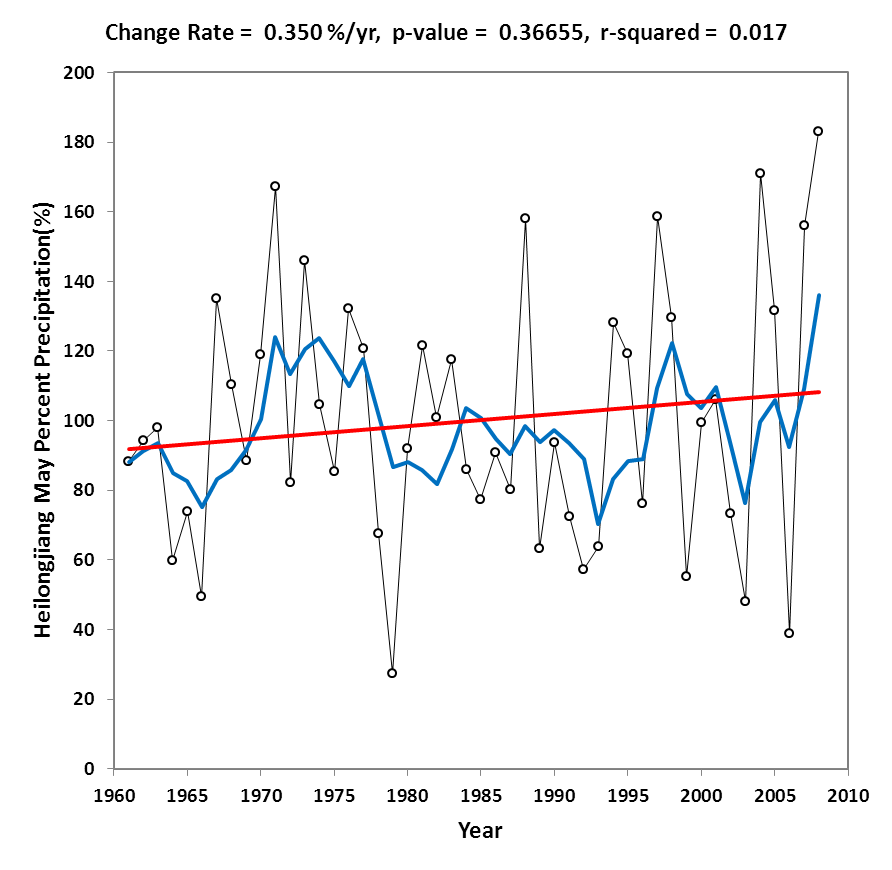 Change Rate = 0.350 %/yr, p-value = 0.36655, r-squared = 0.017
Heilongjiang May Percent Precipitation(%)
200
180
160
140
120
100
80
60
40
20
0
1960 1965 1970 1975 1980 1985 1990 1995 2000 2005 2010
Year